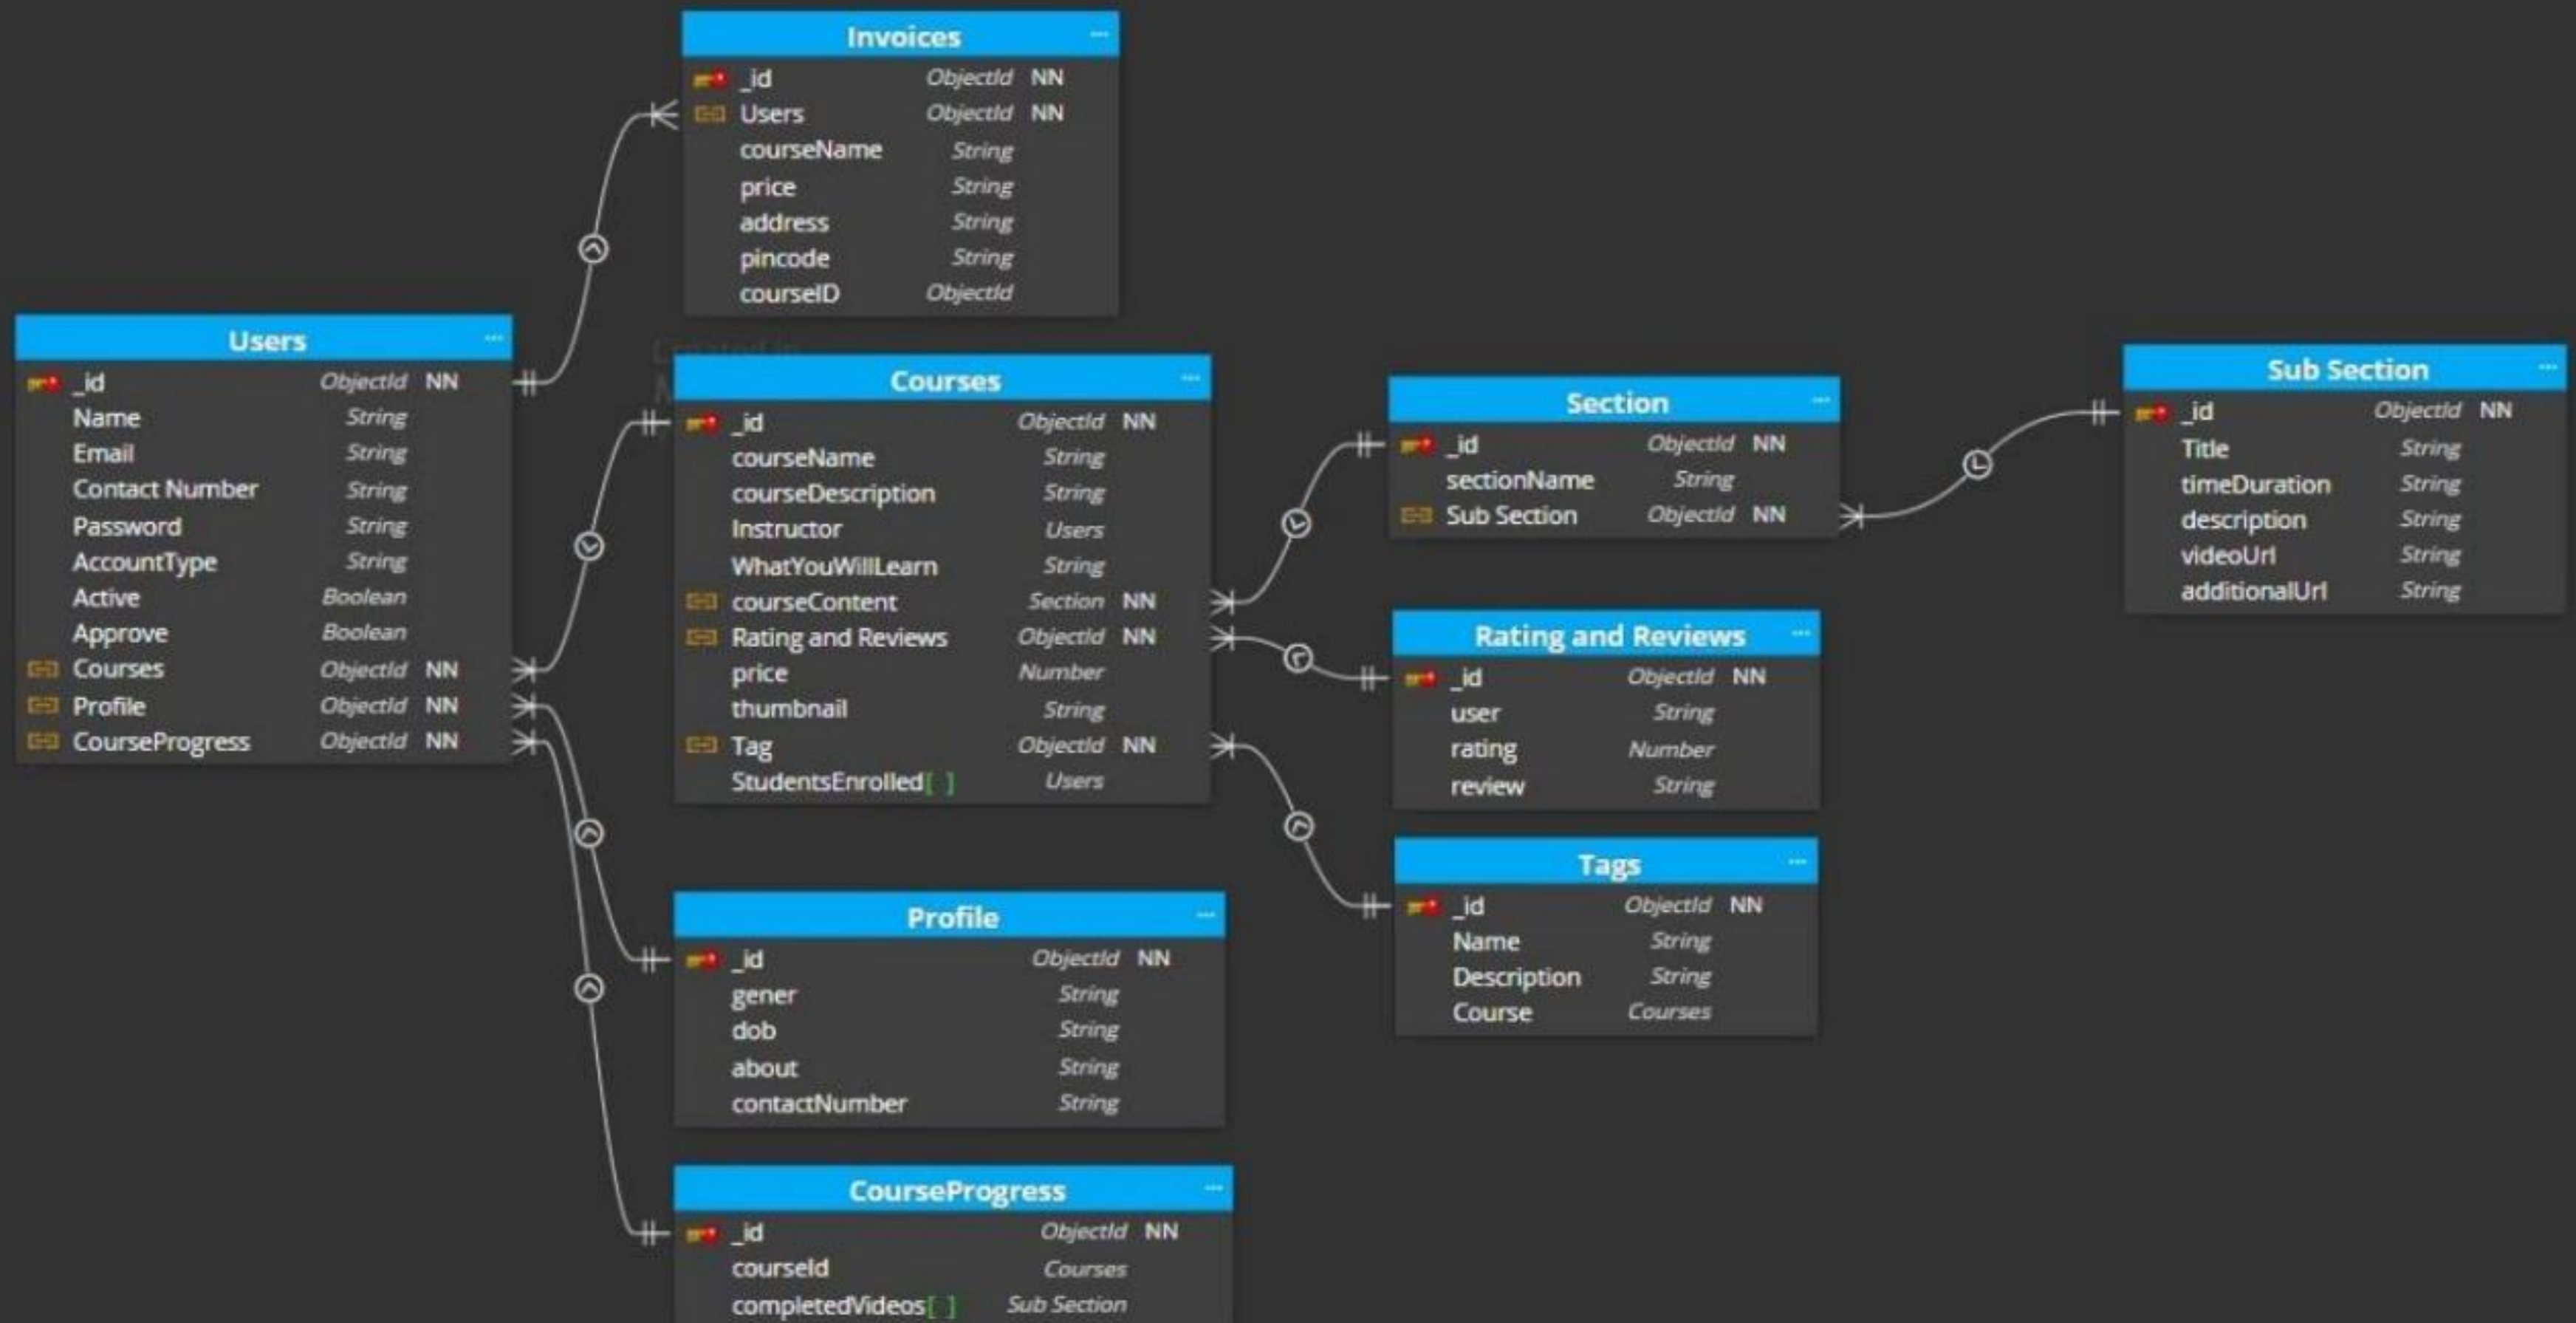 Invoices ...
_id ObjectId NN
Users ObjectId NN
courseName String
price String
address String
pincode String
courseID ObjectId
Users ...
_id ObjectId NN
Name String
Email String
Contact Number String
Password String
AccountType String
Active Boolean
Approve Boolean
Courses ObjectId NN
Profile ObjectId NN
CourseProgress ObjectId NN
Created in
Courses ...
_id ObjectId NN
courseName String
courseDescription String
Instructor Users
WhatYouWillLearn String
courseContent Section NN
Rating and Reviews ObjectId NN
price Number
thumbnail String
Tag ObjectId NN
StudentsEnrolled[ ] Users
Section ...
_id ObjectId NN
sectionName String
Sub Section ObjectId NN
Sub Section ...
_id ObjectId NN
Title String
timeDuration String
description String
videoUrl String
additionalUrl String
Rating and Reviews ...
_id ObjectId NN
user String
rating Number
review String
Tags ...
_id ObjectId NN
Name String
Description String
Course Courses
Profile ...
_id ObjectId NN
gener String
dob String
about String
contactNumber String
CourseProgress ...
_id ObjectId NN
courseId Courses
completedVideos[ ] Sub Section